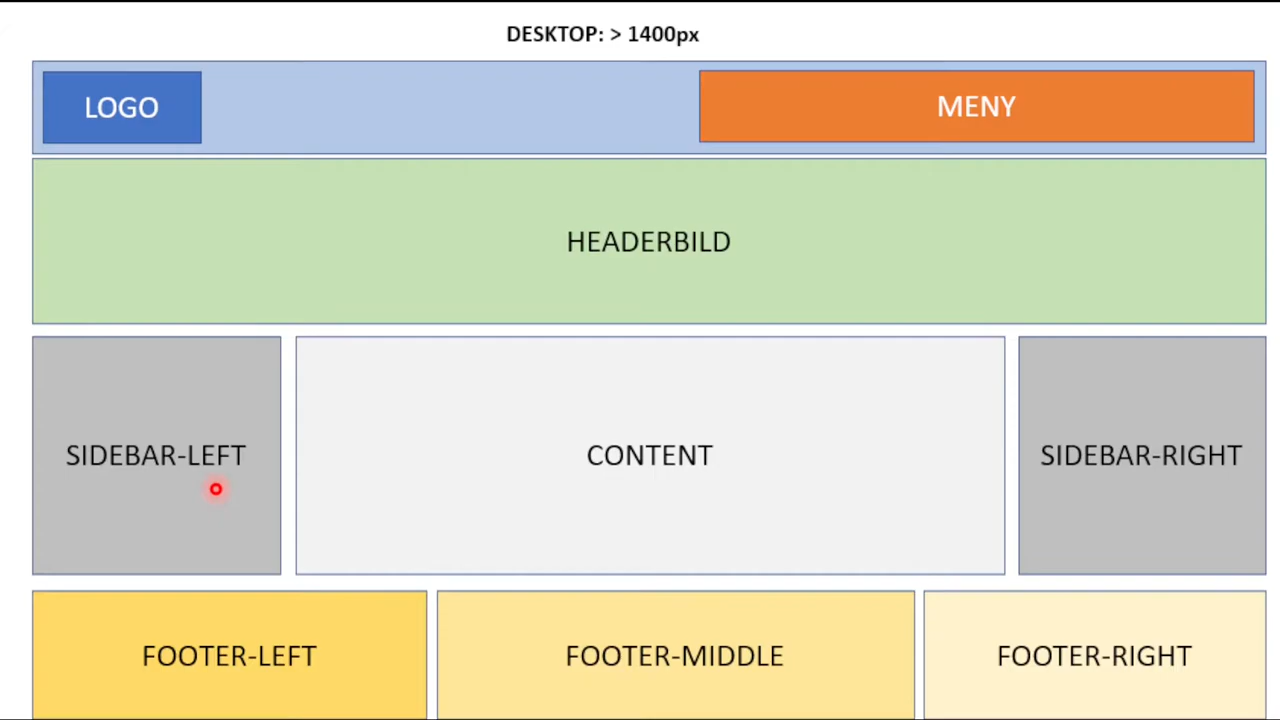 DESKTOP: > 1400px
LOGO
MENY
HEADERBILD
SIDEBAR-LEFT
CONTENT
SIDEBAR-RIGHT
FOOTER-LEFT
FOOTER-MIDDLE
FOOTER-RIGHT